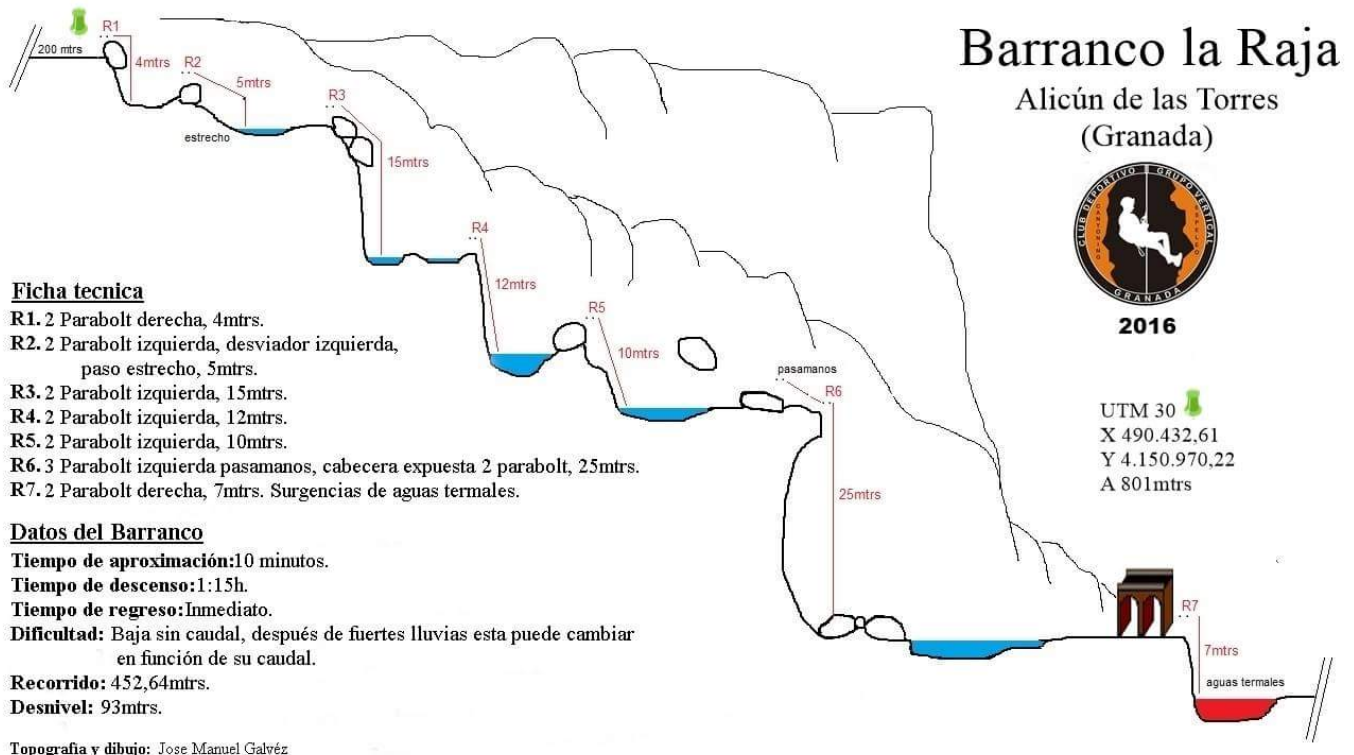 Barranco la Raja
Alicún de las Torres
(Granada)
CLUB DEPORTIVO GRUPO VERTICAL
CANYONING
GRANADA
2016
UTM 30
X 490.432,61
Y 4.150.970,22
A 801mtrs
200 mtrs
R1
4mtrs
R2
5mtrs
estrecho
R3
15mtrs
R4
12mtrs
R5
10mtrs
pasamanos
R6
25mtrs
R7
7mtrs
aguas termales
Ficha tecnica
R1. 2 Parabolt derecha, 4mtrs.
R2. 2 Parabolt izquierda, desviador izquierda,
paso estrecho, 5mtrs.
R3. 2 Parabolt izquierda, 15mtrs.
R4. 2 Parabolt izquierda, 12mtrs.
R5. 2 Parabolt izquierda, 10mtrs.
R6. 3 Parabolt izquierda pasamanos, cabecera expuesta 2 parabolt, 25mtrs.
R7. 2 Parabolt derecha, 7mtrs. Surgencias de aguas termales.
Datos del Barranco
Tiempo de aproximación:10 minutos.
Tiempo de descenso:1:15h.
Tiempo de regreso:Inmediato.
Dificultad: Baja sin caudal, después de fuertes lluvias esta puede cambiar
en función de su caudal.
Recorrido: 452,64mtrs.
Desnivel: 93mtrs.
Topografia y dibujo: Jose Manuel Galvéz